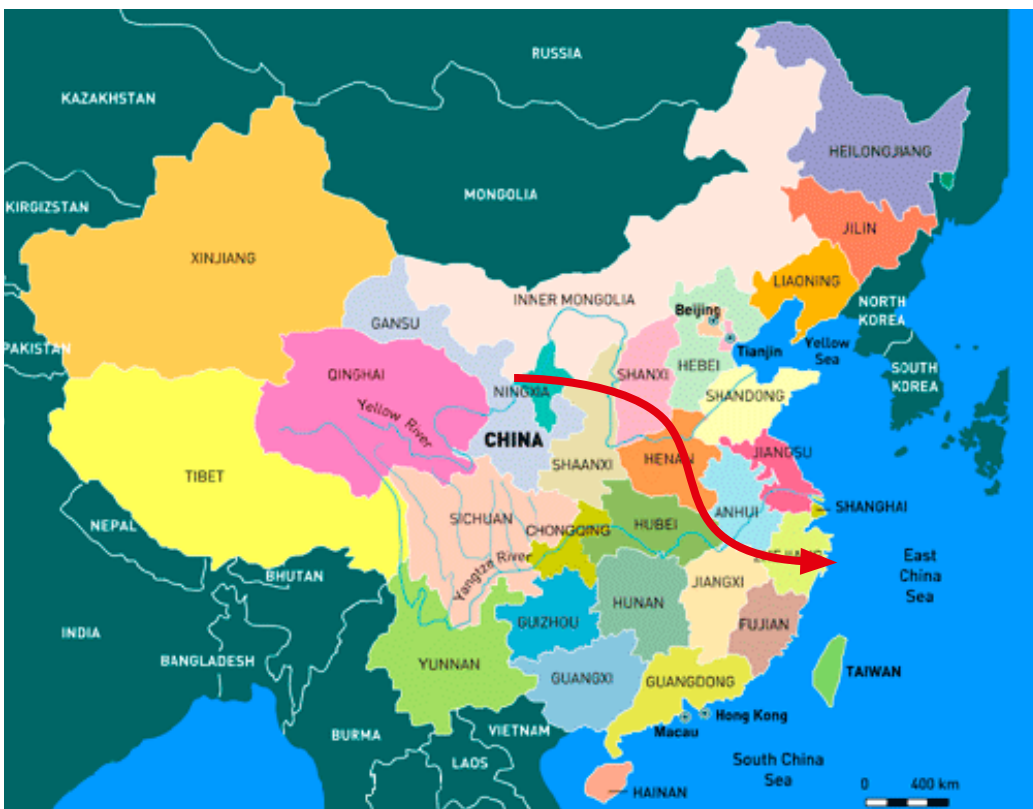 RUSSIA
KAZAKHSTAN
HEILONGJIANG
MONGOLIA
KIRGIZSTAN
JILIN
XINJIANG
LIAONING
INNER MONGOLIA
NORTH
KOREA
Beijing
GANSU
Yellow
Sea
PAKISTAN
Tianjin
SOUTH
KOREA
QINGHAI
SHANXI
HEBEI
NINGXIA
SHANDONG
Yellow River
CHINA
JIANGSU
HENAN
SHAANXI
TIBET
SHANGHAI
ANHUI
SICHUAN
CHONGQING
HUBEI
NEPAL
East
China
Sea
Yangtze River
BHUTAN
JIANGXI
HUNAN
GUIZHOU
FUJIAN
INDIA
BANGLADESH
YUNNAN
GUANGXI
GUANGDONG
TAIWAN
Hong Kong
Macau
BURMA
VIETNAM
LAOS
South China
Sea
0 400 km
HAINAN